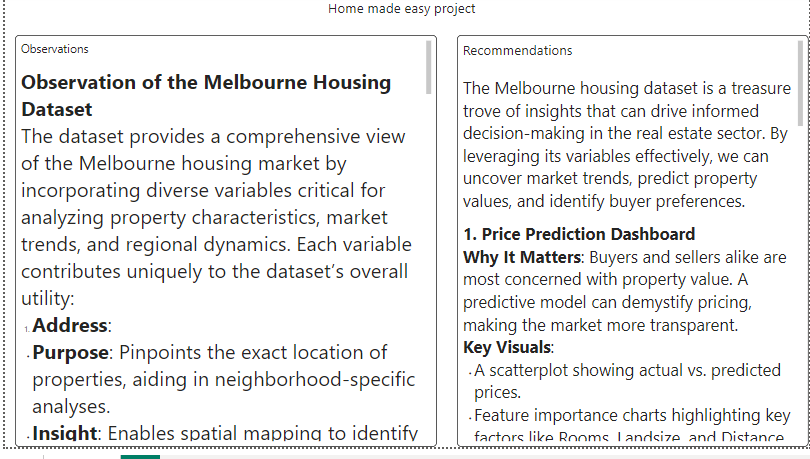 Home made easy project
Observations
Observation of the Melbourne Housing
Dataset
The dataset provides a comprehensive view
of the Melbourne housing market by
incorporating diverse variables critical for
analyzing property characteristics, market
trends, and regional dynamics. Each variable
contributes uniquely to the dataset's overall
utility:
1. Address:
· Purpose: Pinpoints the exact location of
properties, aiding in neighborhood-specific
analyses.
· Insight: Enables spatial mapping to identify
Recommendations
The Melbourne housing dataset is a treasure
trove of insights that can drive informed
decision-making in the real estate sector. By
leveraging its variables effectively, we can
uncover market trends, predict property
values, and identify buyer preferences.
1. Price Prediction Dashboard
Why It Matters: Buyers and sellers alike are
most concerned with property value. A
predictive model can demystify pricing,
making the market more transparent.
Key Visuals:
· A scatterplot showing actual vs. predicted
prices.
· Feature importance charts highlighting key
factors like Rooms, Landsize, and Distance